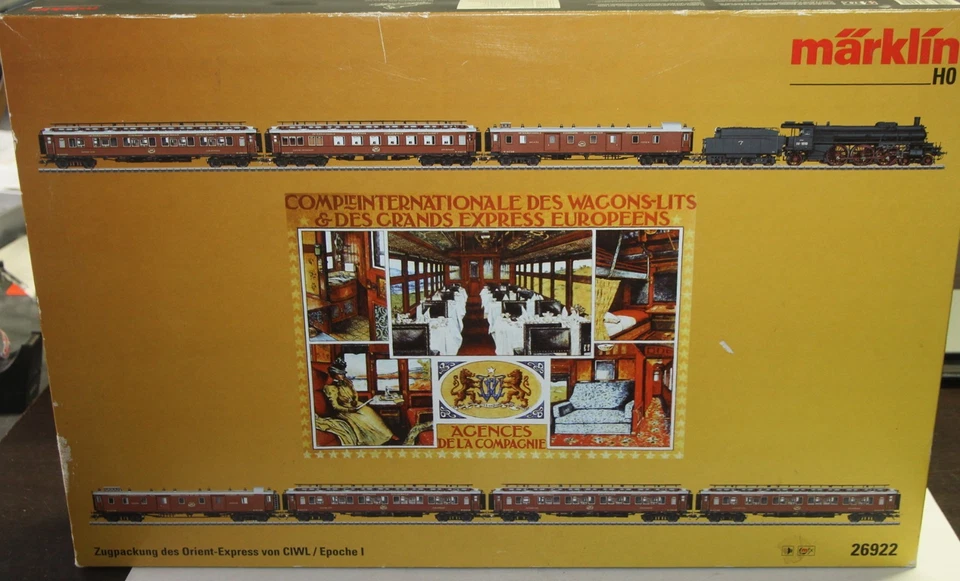 märklin
H0
7
COMPIE INTERNATIONALE DES WAGONS-LITS
& DES GRANDS EXPRESS EUROPEENS
AGENCES
DE LA COMPAGNIE
Zugpackung des Orient-Express von CIWL / Epoche I
26922